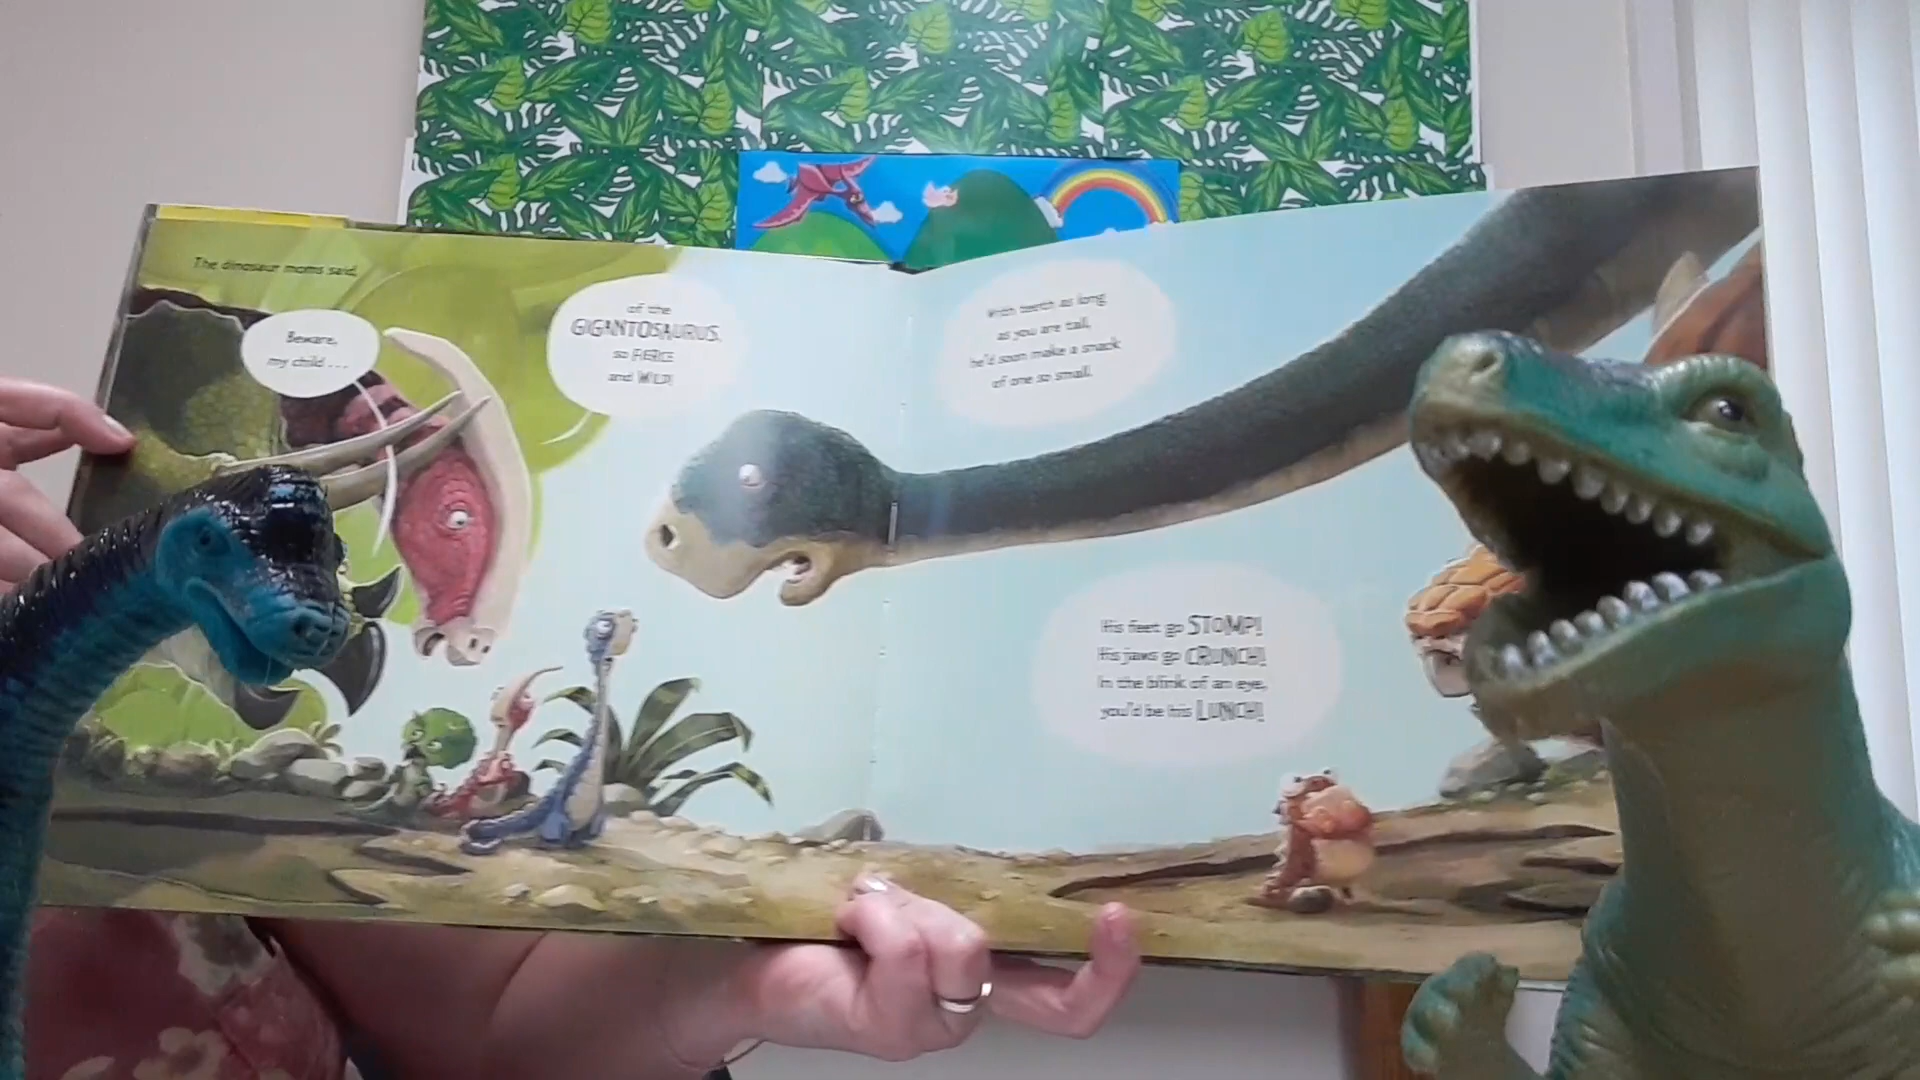 The dinosaur moms said,
Beware,
my child . . .
of the
GIGANTOSAURUS,
so FIERCE
and WILD!
With teeth as long
as you are tall,
he'd soon make a snack
of one so small.
His feet go STOMP!
His jaws go CRUNCH!
In the blink of an eye,
you'd be his LUNCH!